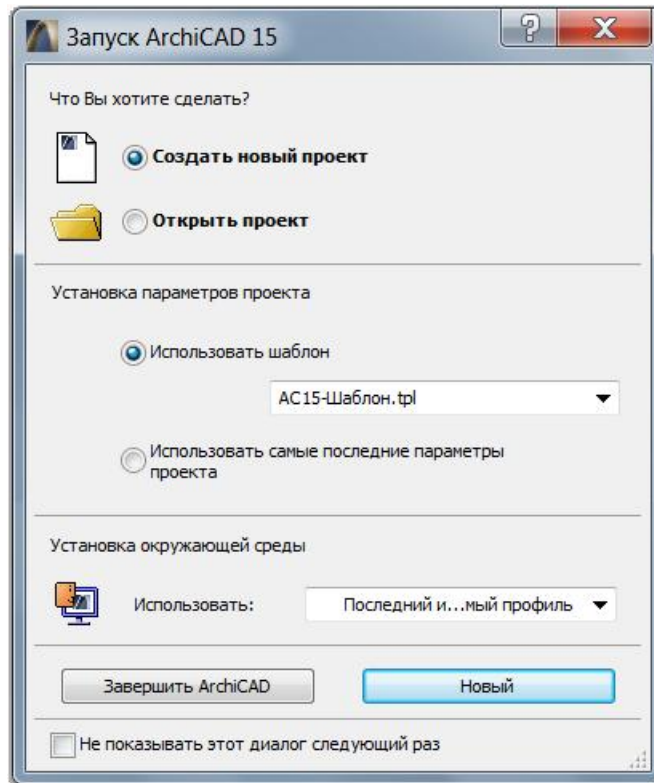 Запуск ArchiCAD 15
Что Вы хотите сделать?
Создать новый проект
Открыть проект
Установка параметров проекта
Использовать шаблон
АС15-Шаблон.tpl
Использовать самые последние параметры
проекта
Установка окружающей среды
Использовать:
Последний и...мый профиль
Завершить ArchiCAD
Новый
Не показывать этот диалог следующий раз